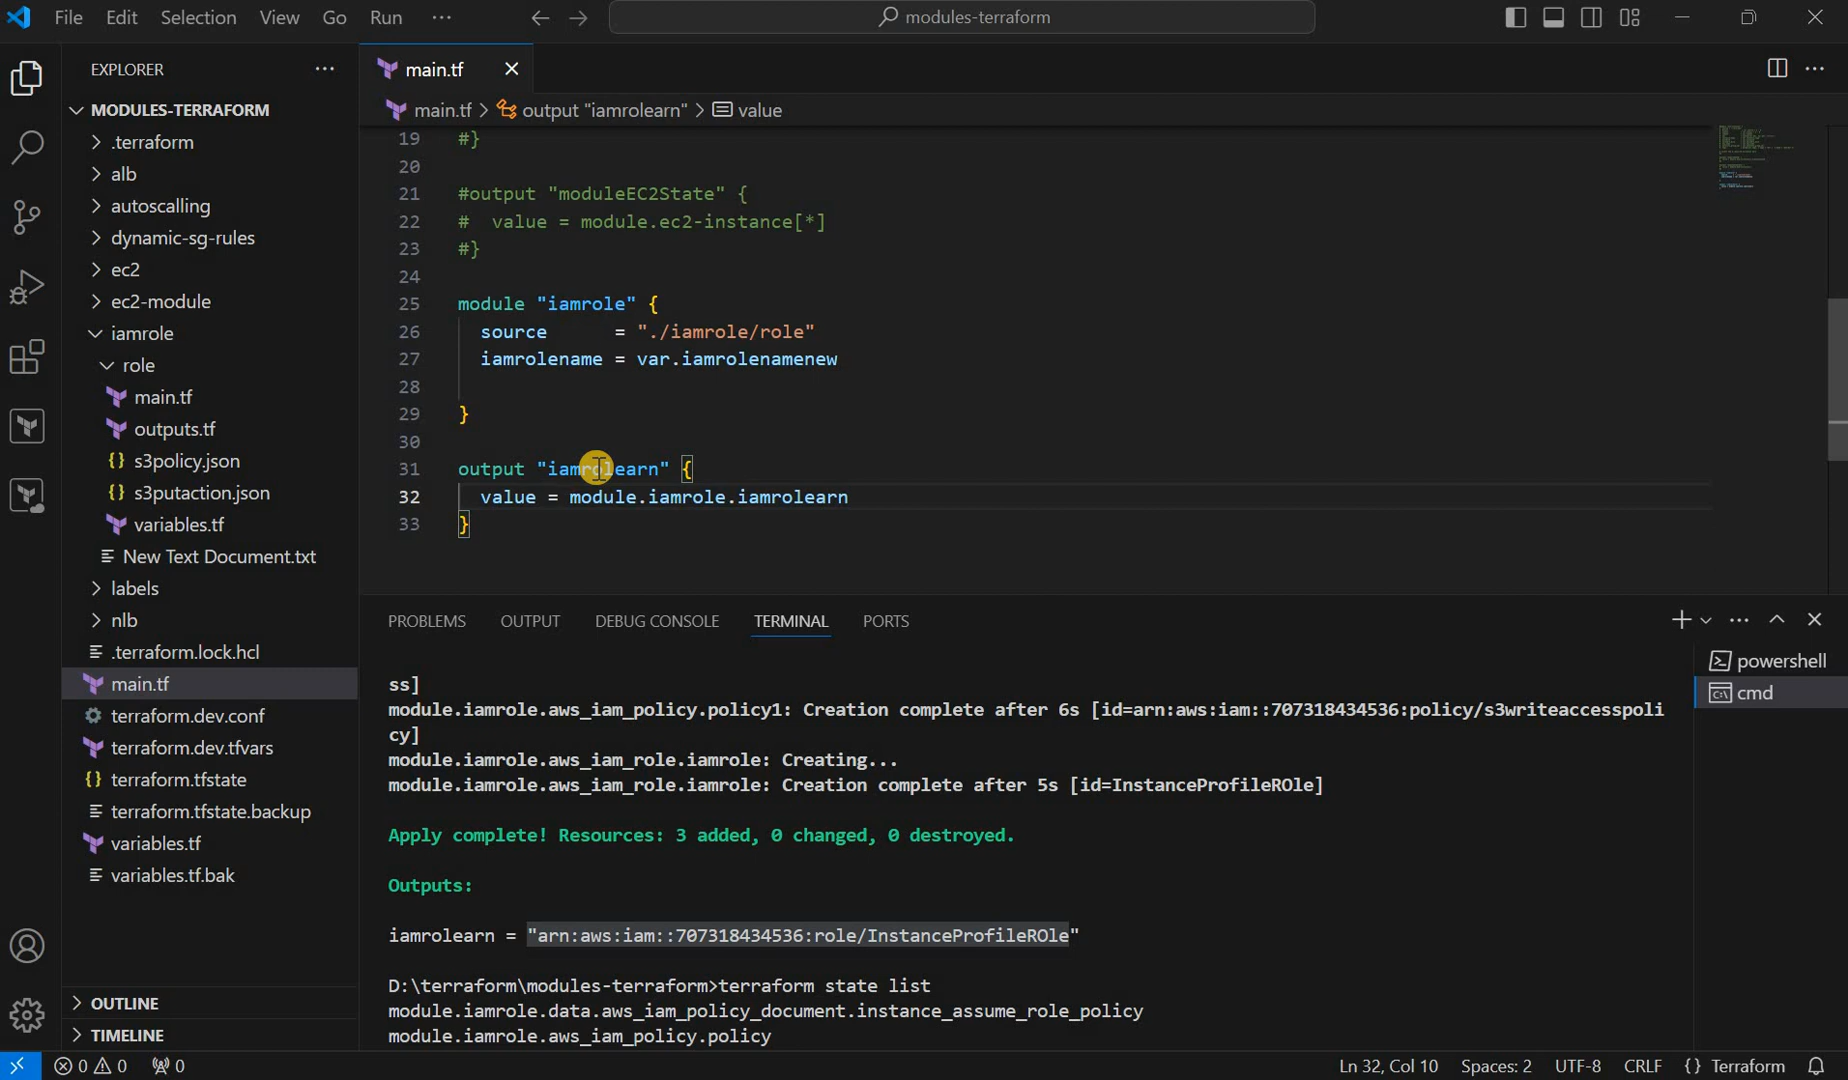 File Edit Selection View Go Run ··· modules-terraform
EXPLORER ···
MODULES-TERRAFORM
.terraform
alb
autoscalling
dynamic-sg-rules
ec2
ec2-module
iamrole
role
main.tf
outputs.tf
{} s3policy.json
{} s3putaction.json
variables.tf
New Text Document.txt
labels
nlb
.terraform.lock.hcl
main.tf
terraform.dev.conf
terraform.dev.tfvars
{} terraform.tfstate
terraform.tfstate.backup
variables.tf
variables.tf.bak
OUTLINE
TIMELINE
main.tf
main.tf > output "iamrolearn" > value
19 #}
20
21 #output "moduleEC2State" {
22 #  value = module.ec2-instance[*]
23 #}
24
25 module "iamrole" {
26   source      = "./iamrole/role"
27   iamrolename = var.iamrolenamenew
28
29 }
30
31 output "iamrolearn" {
32   value = module.iamrole.iamrolearn
33 }
PROBLEMS OUTPUT DEBUG CONSOLE TERMINAL PORTS
powershell
cmd
ss]
module.iamrole.aws_iam_policy.policy1: Creation complete after 6s [id=arn:aws:iam::707318434536:policy/s3writeaccesspoli
cy]
module.iamrole.aws_iam_role.iamrole: Creating...
module.iamrole.aws_iam_role.iamrole: Creation complete after 5s [id=InstanceProfileROle]
Apply complete! Resources: 3 added, 0 changed, 0 destroyed.
Outputs:
iamrolearn = "arn:aws:iam::707318434536:role/InstanceProfileROle"
D:\terraform\modules-terraform>terraform state list
module.iamrole.data.aws_iam_policy_document.instance_assume_role_policy
module.iamrole.aws_iam_policy.policy
0 0 0 Ln 32, Col 10 Spaces: 2 UTF-8 CRLF {} Terraform